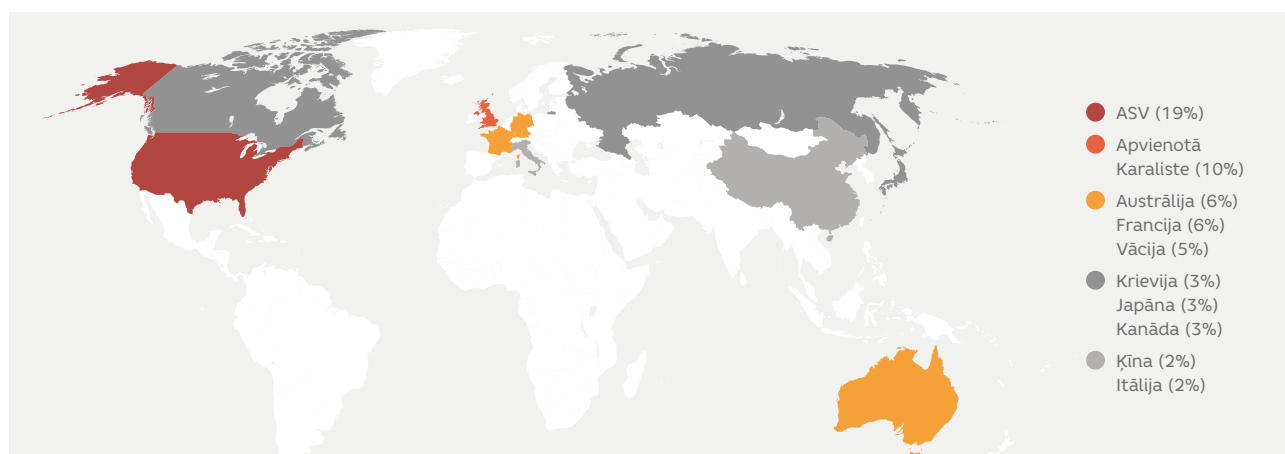 ASV (19%)
Apvienotā
Karaliste (10%)
Austrālija (6%)
Francija (6%)
Vācija (5%)
Krievija (3%)
Japāna (3%)
Kanāda (3%)
Ķīna (2%)
Itālija (2%)